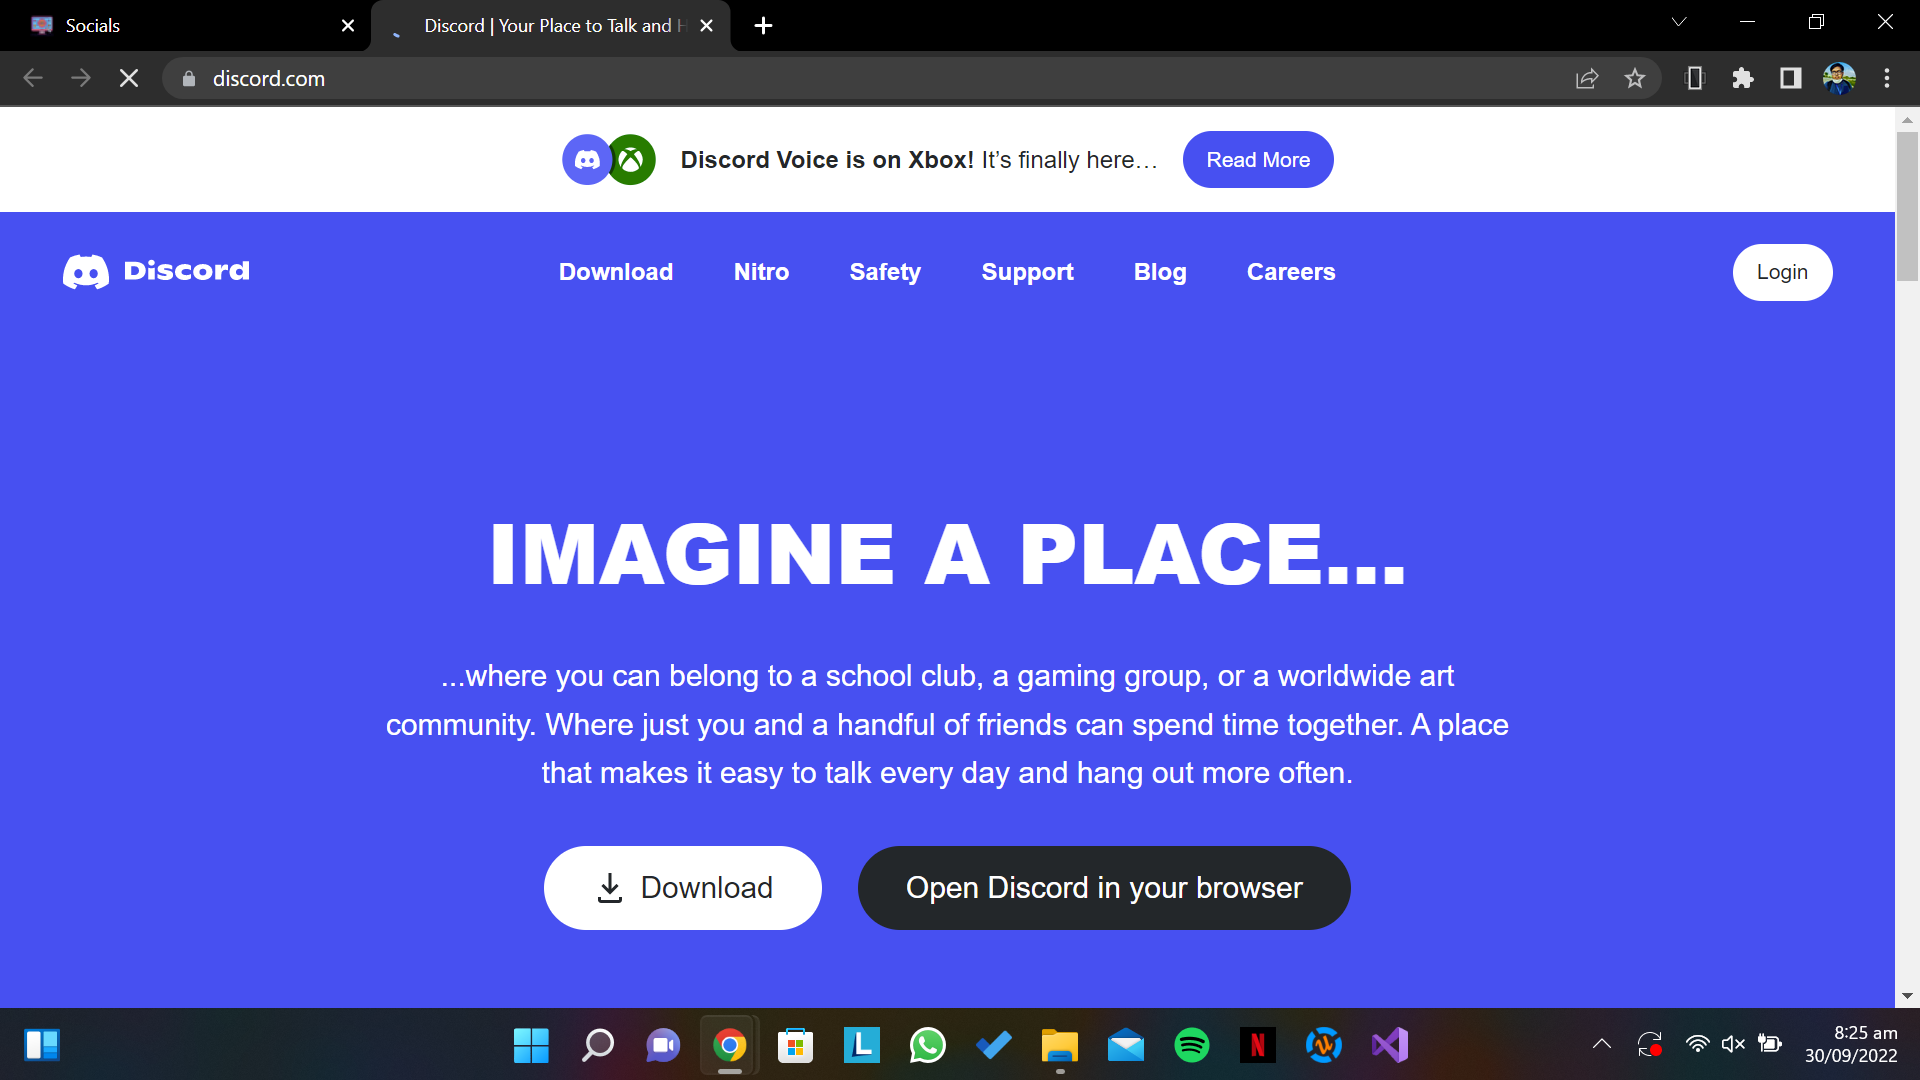 Socials
Discord | Your Place to Talk and H
discord.com
Discord Voice is on Xbox! It's finally here…
Read More
Discord
Download
Nitro
Safety
Support
Blog
Careers
Login
IMAGINE A PLACE...
...where you can belong to a school club, a gaming group, or a worldwide art
community. Where just you and a handful of friends can spend time together. A place
that makes it easy to talk every day and hang out more often.
Download
Open Discord in your browser
L
N
8:25 am
30/09/2022